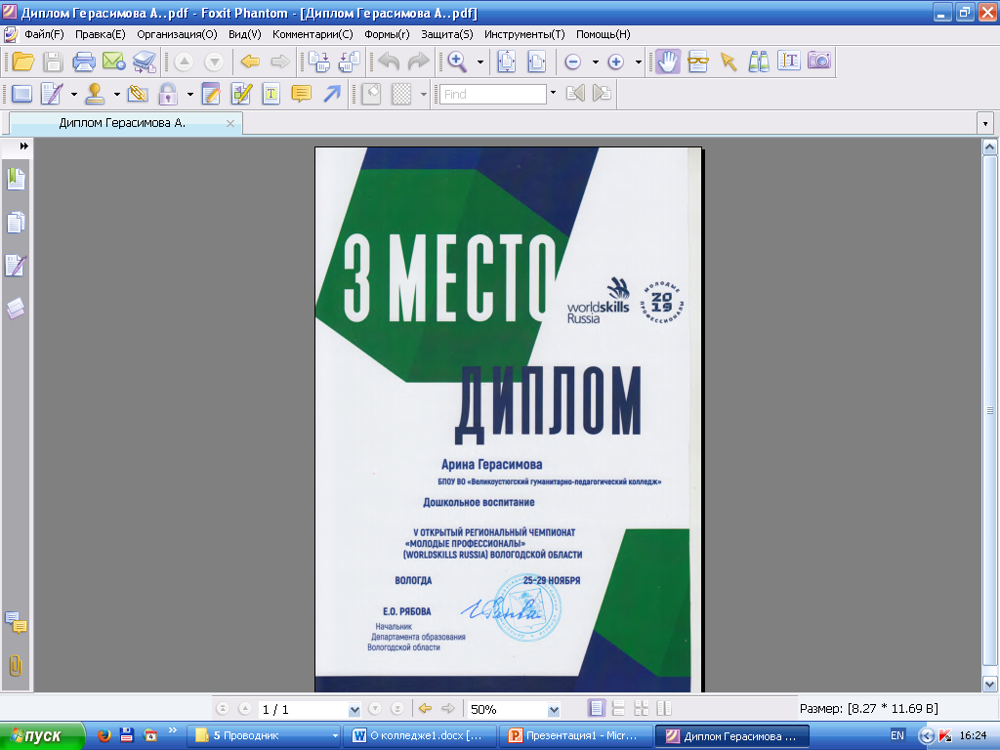 Диплом Герасимова А..pdf - Foxit Phantom - [Диплом Герасимова А..pdf]
Файл(F) Правка(E) Организация(O) Вид(V) Комментарии(C) Формы(r) Защита(S) Инструменты(T) Помощь(H)
Find
Диплом Герасимова А.
3 МЕСТО
worldskills
Russia
МОЛОДЫЕ
2019
ПРОФЕССИОНАЛЫ
ДИПЛОМ
Арина Герасимова
БПОУ ВО «Великоустюгский гуманитарно-педагогический колледж»
Дошкольное воспитание
V ОТКРЫТЫЙ РЕГИОНАЛЬНЫЙ ЧЕМПИОНАТ
«МОЛОДЫЕ ПРОФЕССИОНАЛЫ»
(WORLDSKILLS RUSSIA) ВОЛОГОДСКОЙ ОБЛАСТИ
ВОЛОГДА 25-29 НОЯБРЯ
Е.О. РЯБОВА
Начальник
Департамента образования
Вологодской области
1 / 1 50% Размер: [8.27 * 11.69 В]
пуск 5 Проводник О колледже1.docx [... Презентация1 - Micr... Диплом Герасимова ... EN 16:24